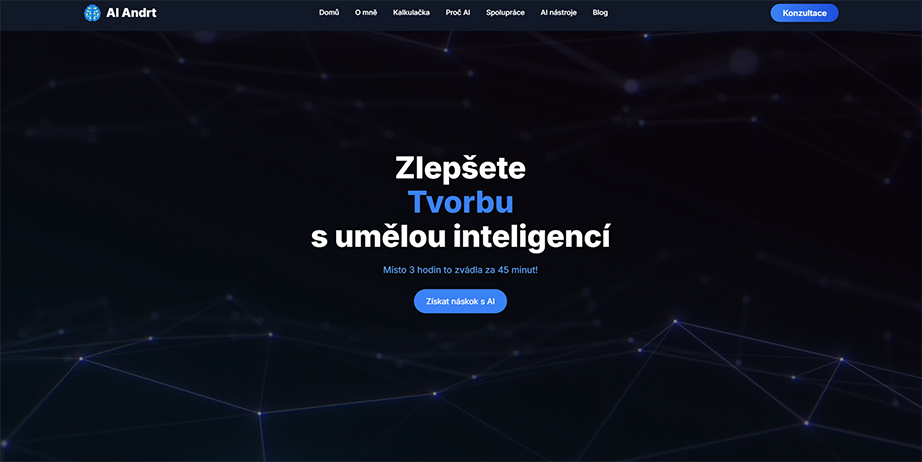 AI Andrt
Domů
O mně
Kalkulačka
Proč AI
Spolupráce
AI nástroje
Blog
Konzultace
Zlepšete
Tvorbu
s umělou inteligencí
Místo 3 hodin to zvádla za 45 minut!
Získat náskok s AI